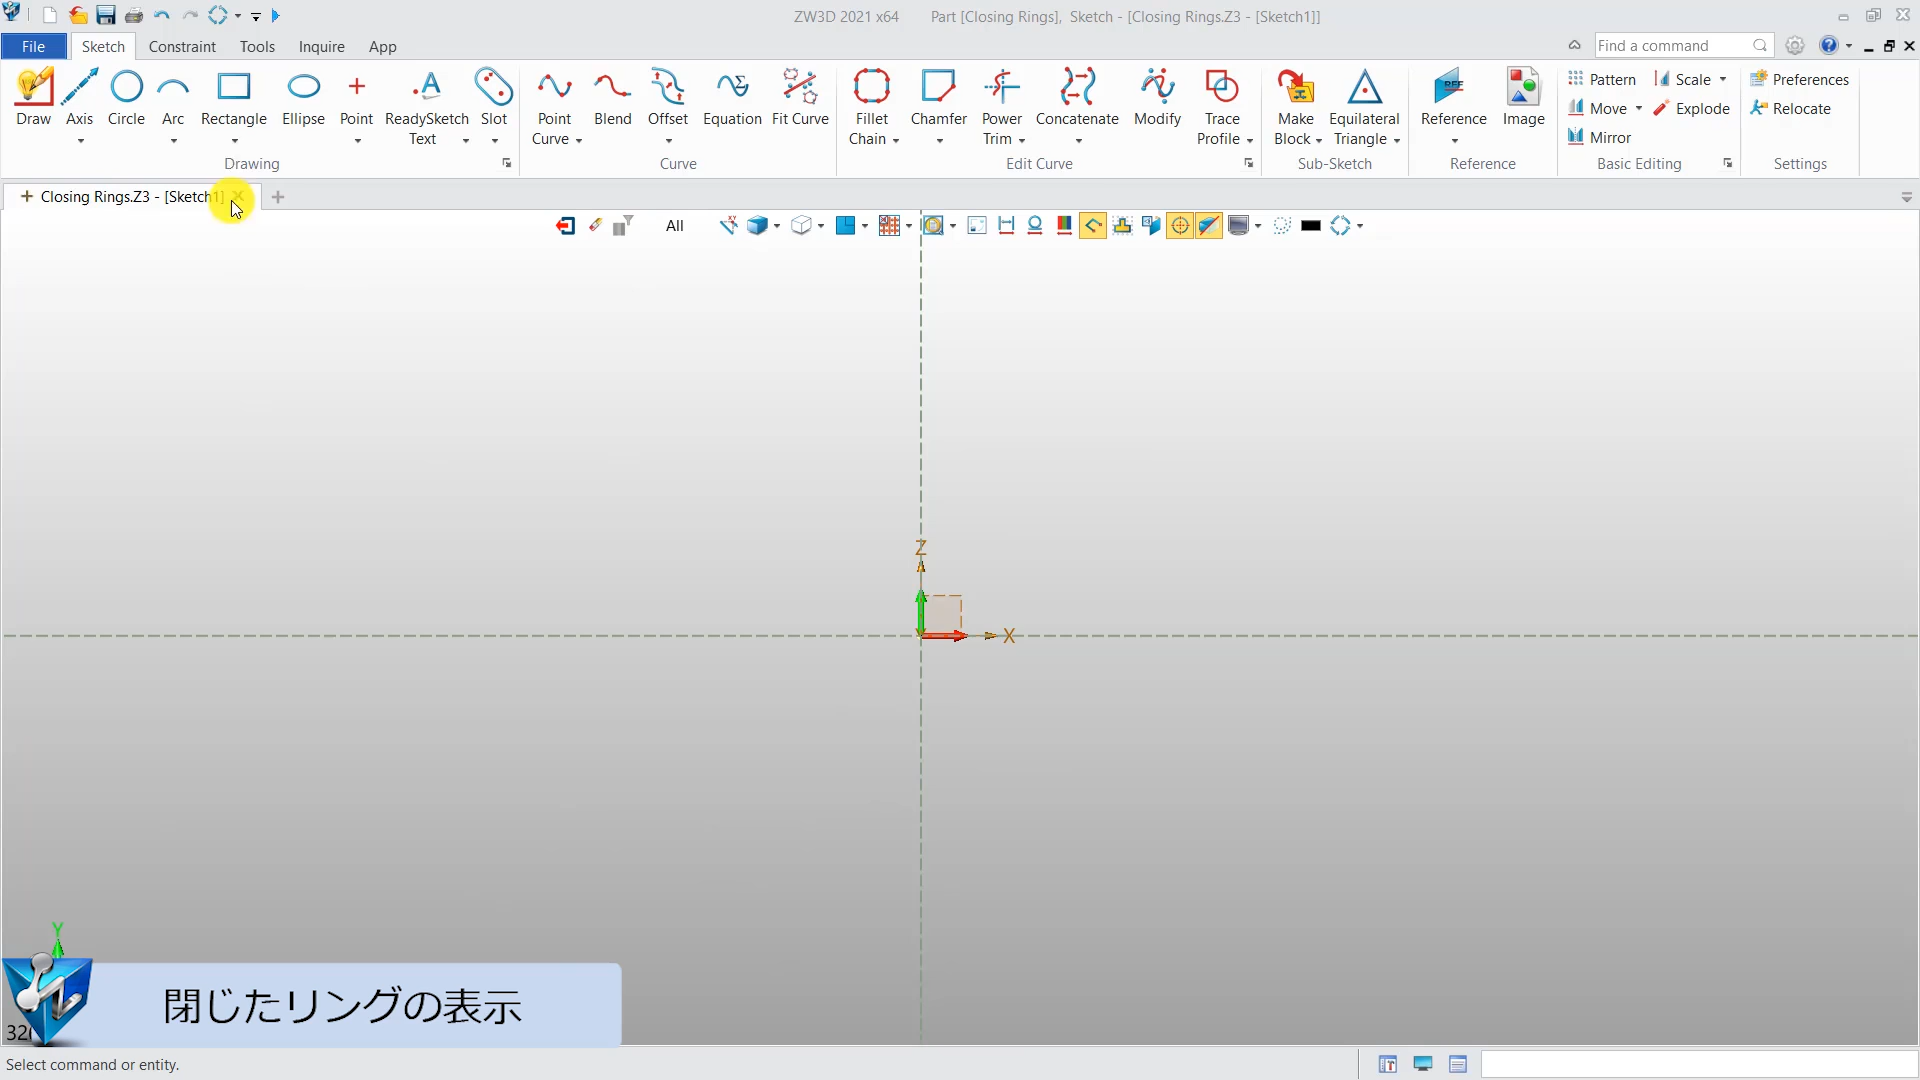 ZW3D 2021 x64 Part [Closing Rings], Sketch - [Closing Rings.Z3 - [Sketch1]]
File Sketch Constraint Tools Inquire App Find a command
Draw Axis Circle Arc Rectangle Ellipse Point ReadySketch Text Slot
Drawing
Point Curve Blend Offset Equation Fit Curve
Curve
Fillet Chain Chamfer Power Trim Concatenate Modify Trace Profile
Edit Curve
Make Block Equilateral Triangle
Sub-Sketch
REF
Reference Image
Reference
Pattern Scale
Move Explode
Mirror
Basic Editing
Preferences
Relocate
Settings
Closing Rings.Z3 - [Sketch1]
All
Z
X
Y
閉じたリングの表示
Select command or entity.